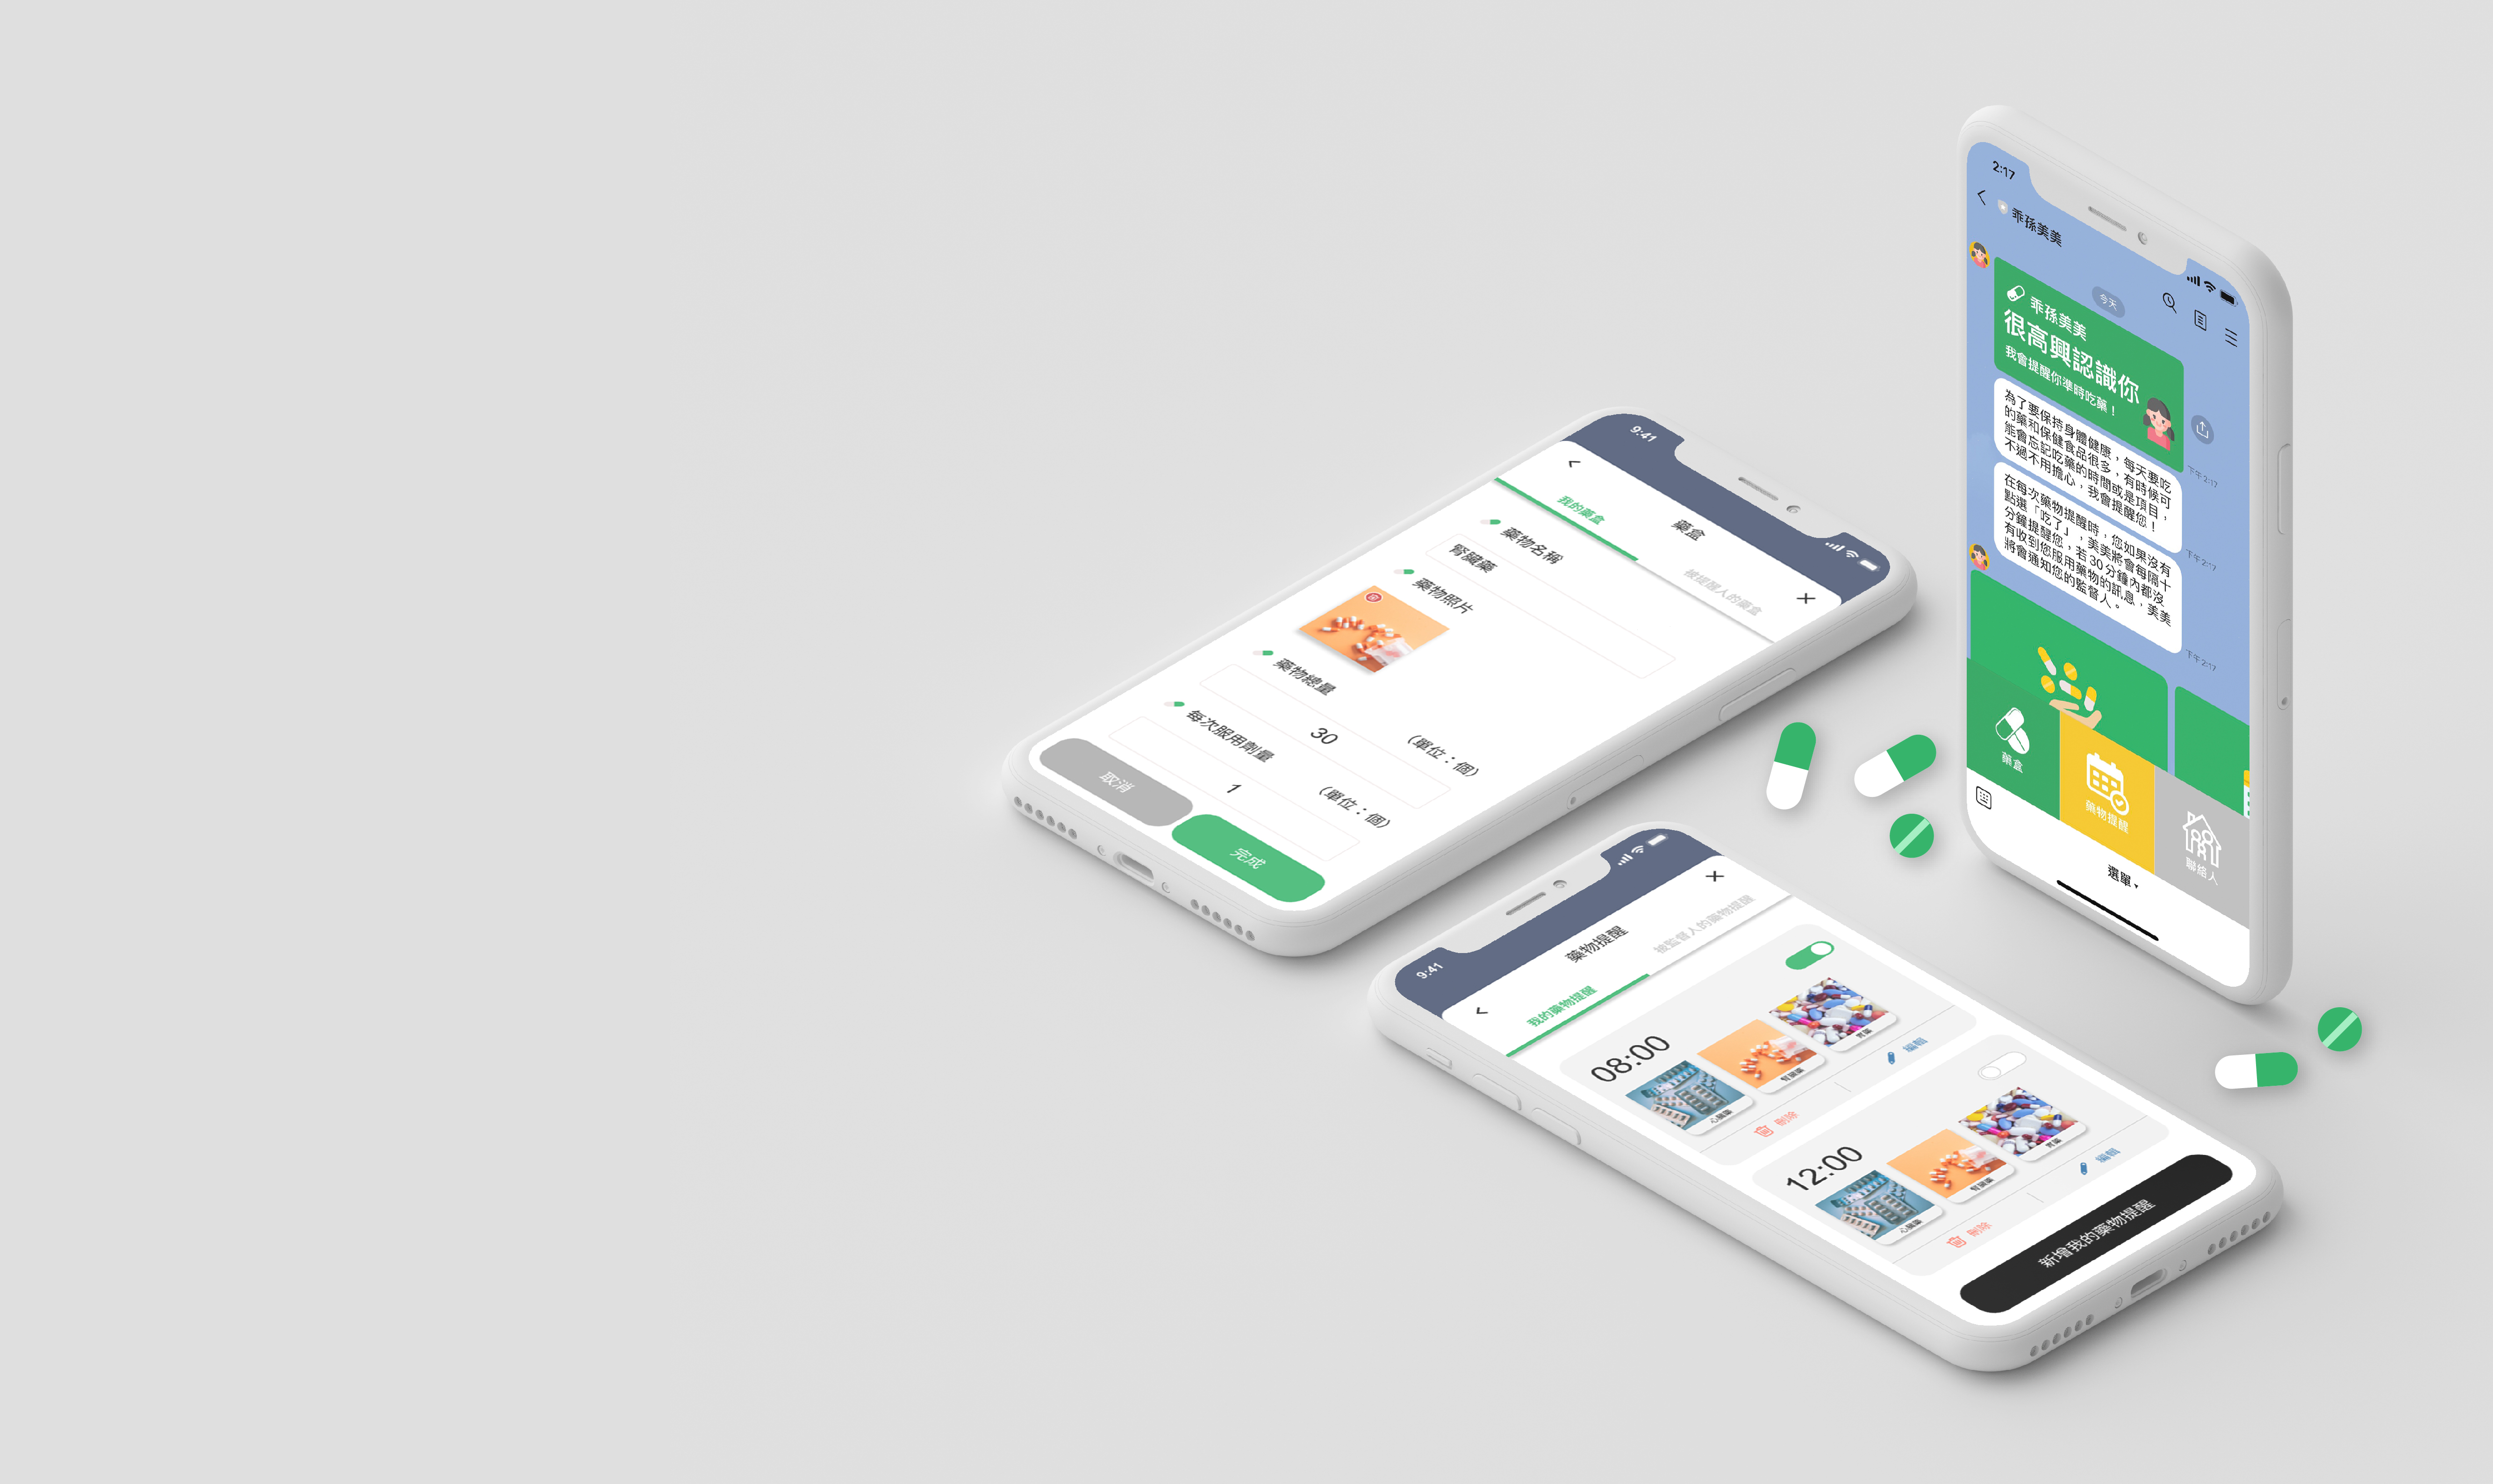 9:41
藥盒
我的藥盒
被提醒人的藥盒
藥物名稱
腎臟藥
藥物照片
藥物總量
30
(單位：個)
每次服用劑量
1
(單位：個)
取消
完成
2:17
乖孫美美
今天
乖孫美美
很高興認識你
我會提醒你準時吃藥！
為了要保持身體健康，每天要吃
的藥和保健食品很多，有時候可
能會忘記吃藥的時間或是項目，
不過不用擔心，我會提醒您！
下午2:17
在每次藥物提醒時，您如果沒有
點選「吃了」，美美將會每隔十
分鐘提醒您，若 30 分鐘內都沒
有收到您服用藥物的訊息，美美
將會通知您的監督人。
下午2:17
下午2:17
藥盒
藥物提醒
聯絡人
選單
9:41
藥物提醒
我的藥物提醒
被監督人的藥物提醒
08:00
心臟藥
腎臟藥
胃藥
刪除
編輯
12:00
心臟藥
腎臟藥
胃藥
刪除
編輯
新增我的藥物提醒